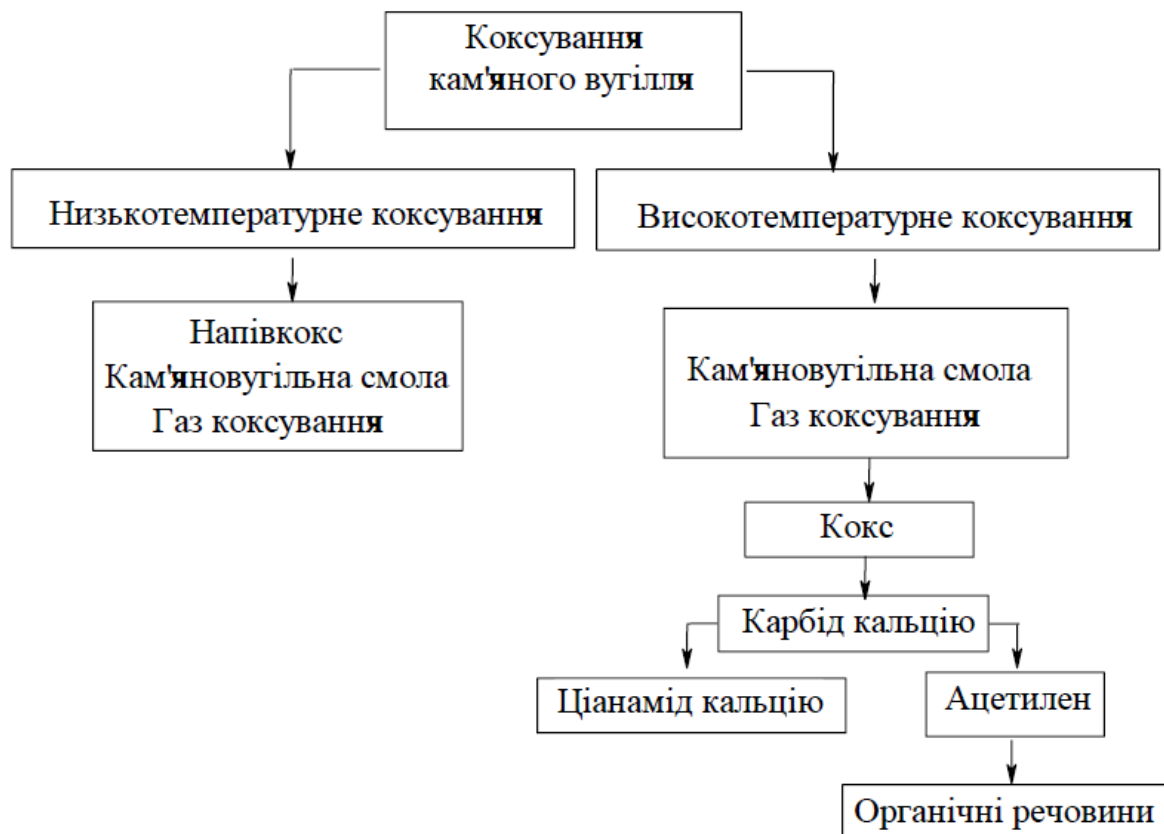 Коксування
кам'яного вугілля
Низькотемпературне коксування
Високотемпературне коксування
Напівкокс
Кам'яновугільна смола
Газ коксування
Кам'яновугільна смола
Газ коксування
Кокс
Карбід кальцію
Ціанамід кальцію
Ацетилен
Органічні речовини